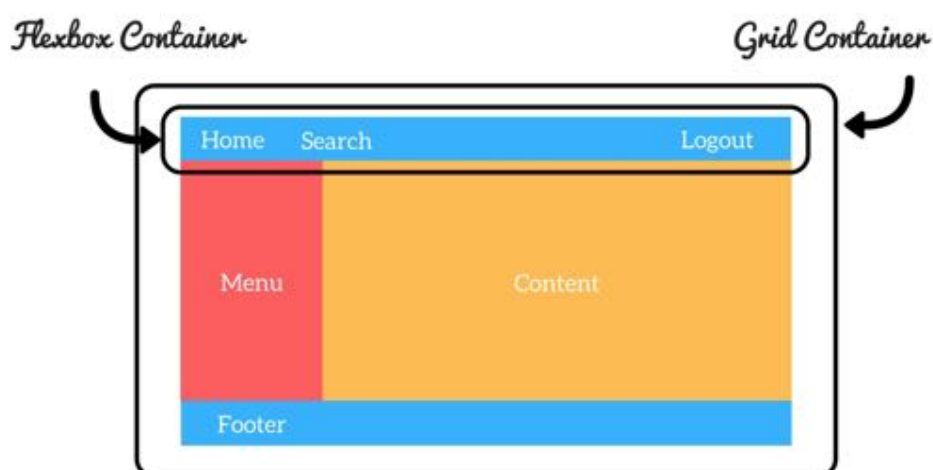 Flexbox Container
Grid Container
Home Search Logout
Menu
Content
Footer